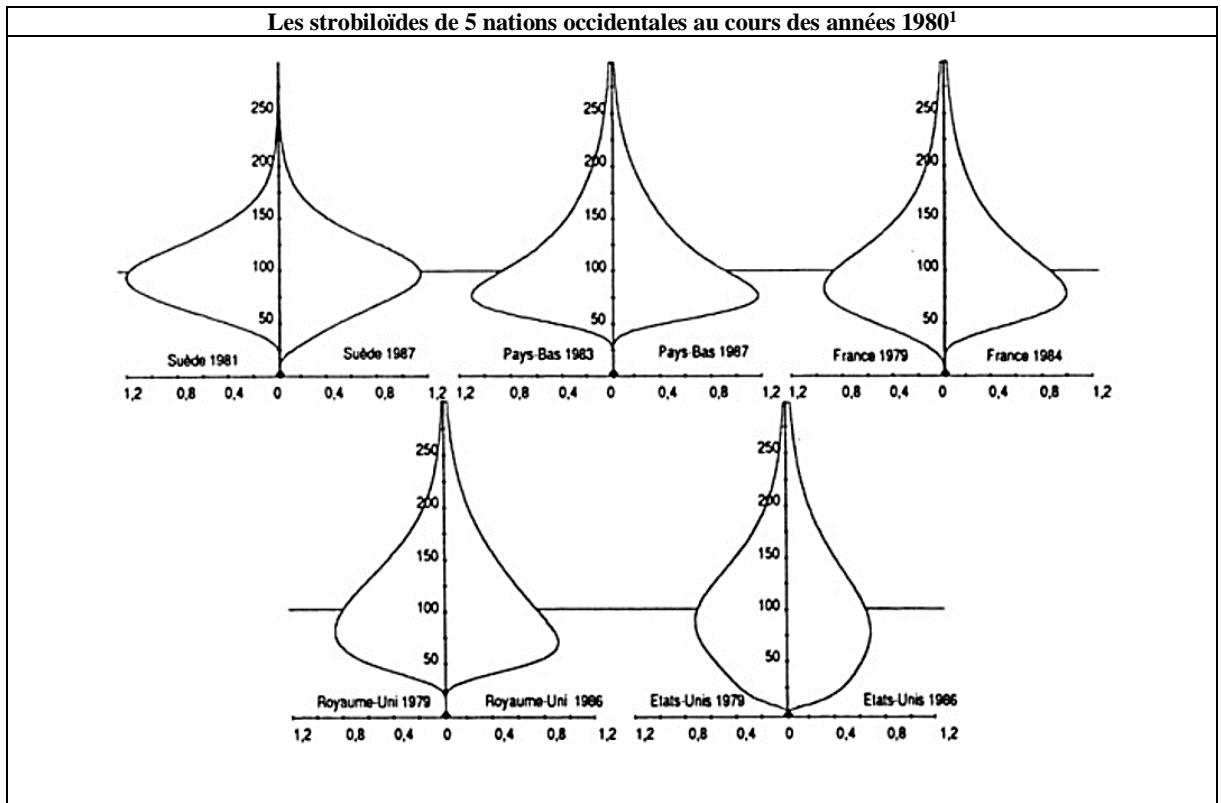 Les strobiloïdes de 5 nations occidentales au cours des années 1980¹
250 250 250
200 200 200
150 150 150
100 100 100
50 50 50
Suède 1981 Suède 1987 Pays-Bas 1983 Pays-Bas 1987 France 1979 France 1984
1,2 0,8 0,4 0 0,4 0,8 1,2 1,2 0,8 0,4 0 0,4 0,8 1,2 1,2 0,8 0,4 0 0,4 0,8 1,2
250 250
200 200
150 150
100 100
50 50
Royaume-Uni 1979 Royaume-Uni 1986 Etats-Unis 1979 Etats-Unis 1986
1,2 0,8 0,4 0 0,4 0,8 1,2 1,2 0,8 0,4 0 0,4 0,8 1,2